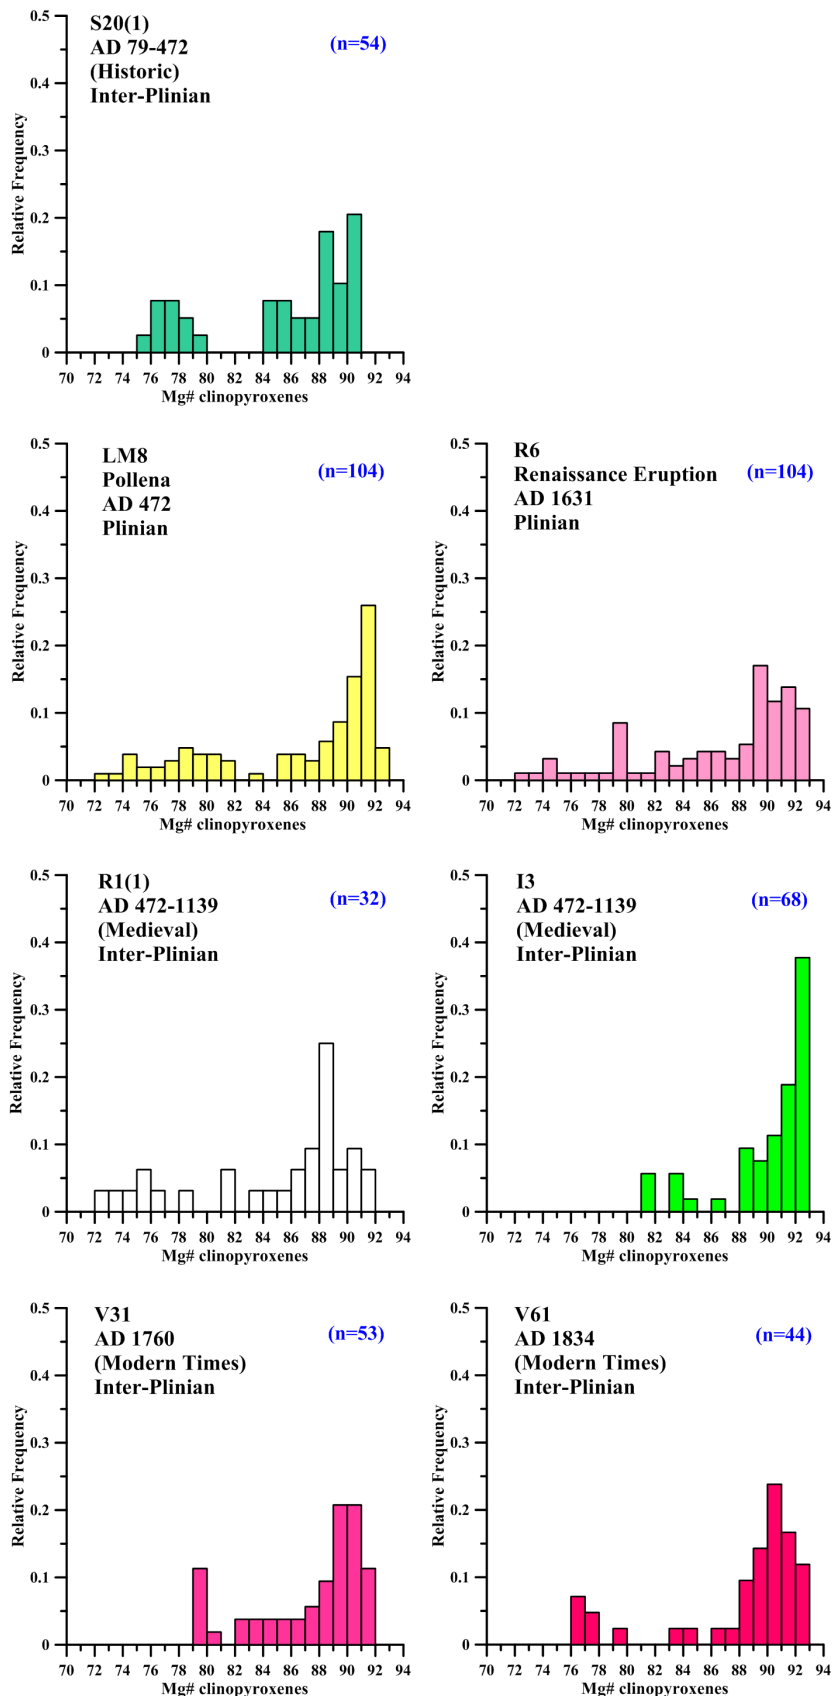 S20(1)
AD 79-472
(Historic)
Inter-Plinian
(n=54)
Relative Frequency
0.5
0.4
0.3
0.2
0.1
0
70 72 74 76 78 80 82 84 86 88 90 92 94
Mg# clinopyroxenes
LM8
Pollena
AD 472
Plinian
(n=104)
Relative Frequency
0.5
0.4
0.3
0.2
0.1
0
70 72 74 76 78 80 82 84 86 88 90 92 94
Mg# clinopyroxenes
R6
Renaissance Eruption
AD 1631
Plinian
(n=104)
Relative Frequency
0.5
0.4
0.3
0.2
0.1
0
70 72 74 76 78 80 82 84 86 88 90 92 94
Mg# clinopyroxenes
R1(1)
AD 472-1139
(Medieval)
Inter-Plinian
(n=32)
Relative Frequency
0.5
0.4
0.3
0.2
0.1
0
70 72 74 76 78 80 82 84 86 88 90 92 94
Mg# clinopyroxenes
I3
AD 472-1139
(Medieval)
Inter-Plinian
(n=68)
Relative Frequency
0.5
0.4
0.3
0.2
0.1
0
70 72 74 76 78 80 82 84 86 88 90 92 94
Mg# clinopyroxenes
V31
AD 1760
(Modern Times)
Inter-Plinian
(n=53)
Relative Frequency
0.5
0.4
0.3
0.2
0.1
0
70 72 74 76 78 80 82 84 86 88 90 92 94
Mg# clinopyroxenes
V61
AD 1834
(Modern Times)
Inter-Plinian
(n=44)
Relative Frequency
0.5
0.4
0.3
0.2
0.1
0
70 72 74 76 78 80 82 84 86 88 90 92 94
Mg# clinopyroxenes